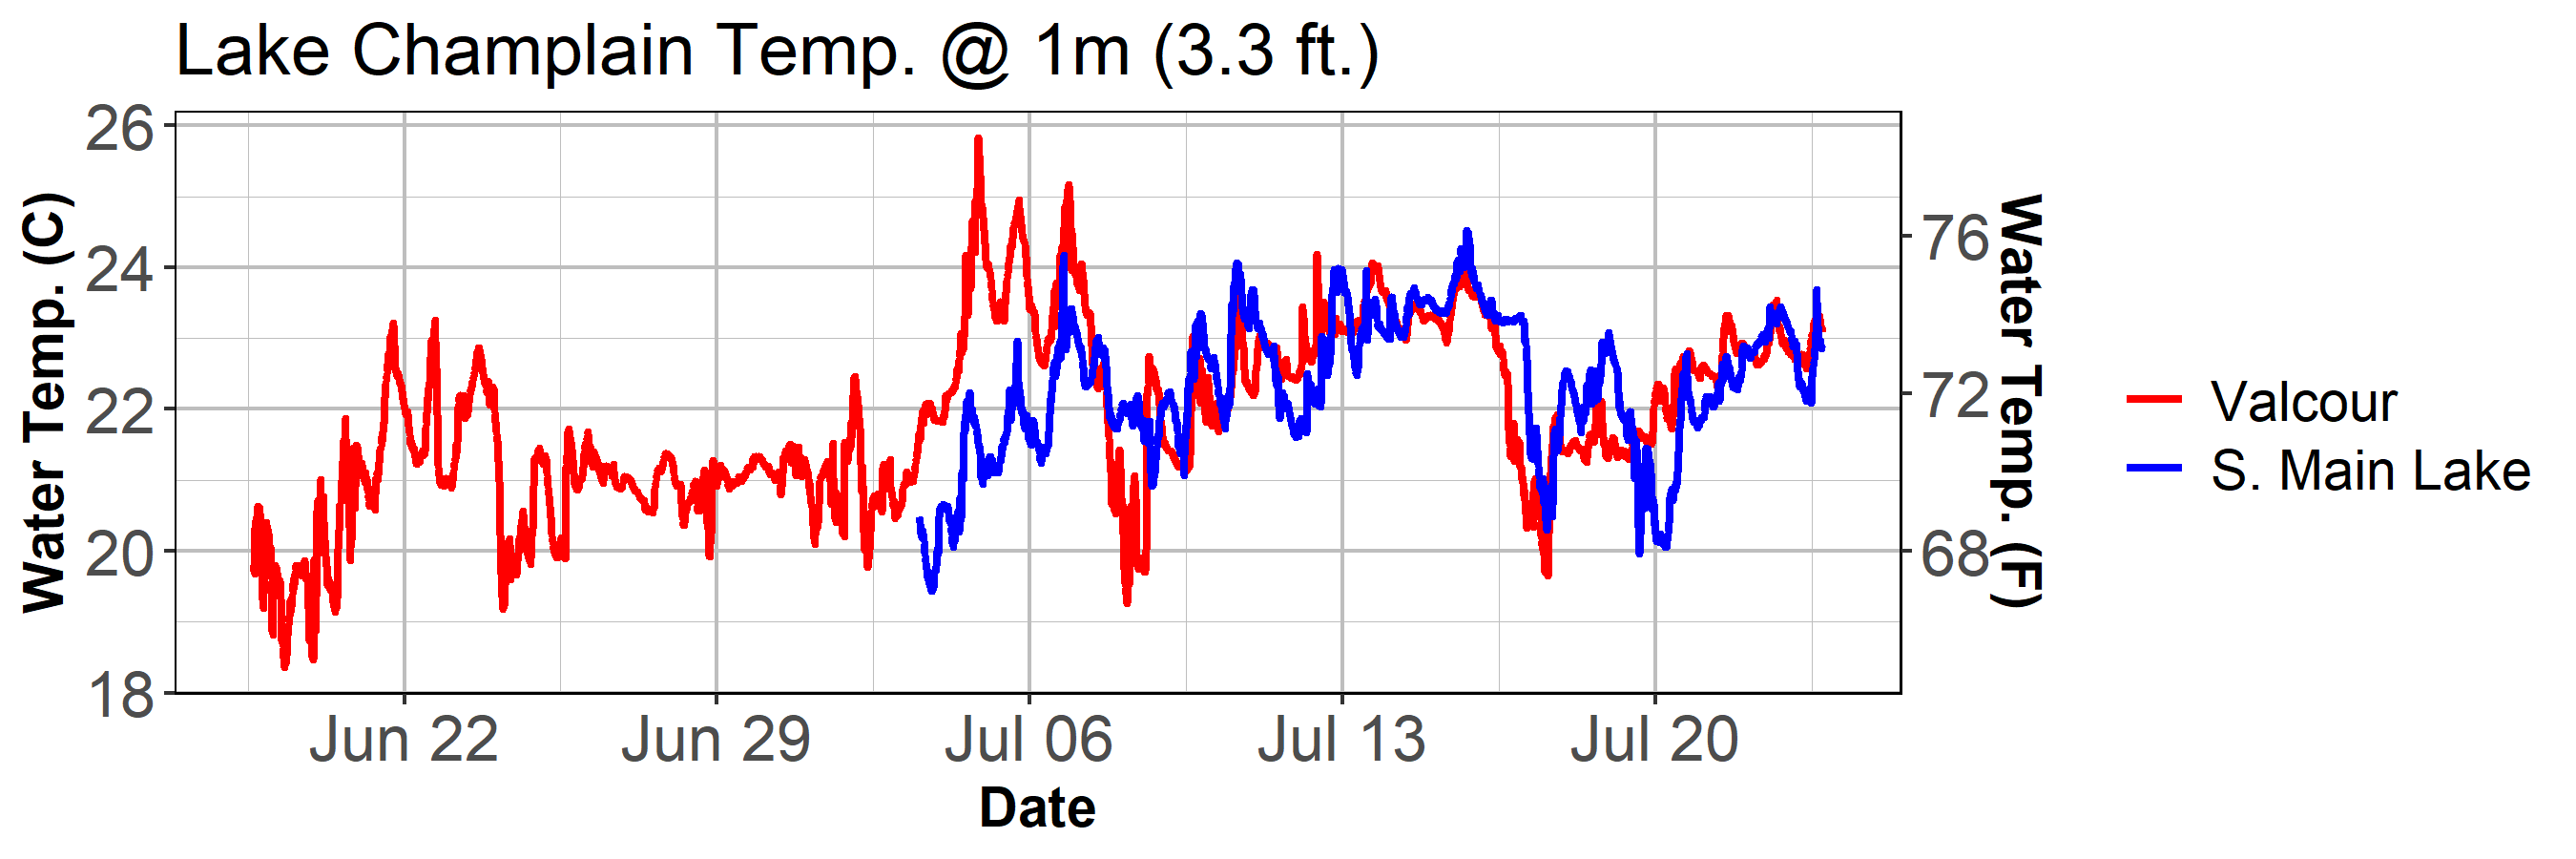 Lake Champlain Temp. @ 1m (3.3 ft.)
Water Temp. (C)
26
24
22
20
18
76
72
68
Water Temp. (F)
Jun 22
Jun 29
Jul 06
Jul 13
Jul 20
Date
Valcour
S. Main Lake